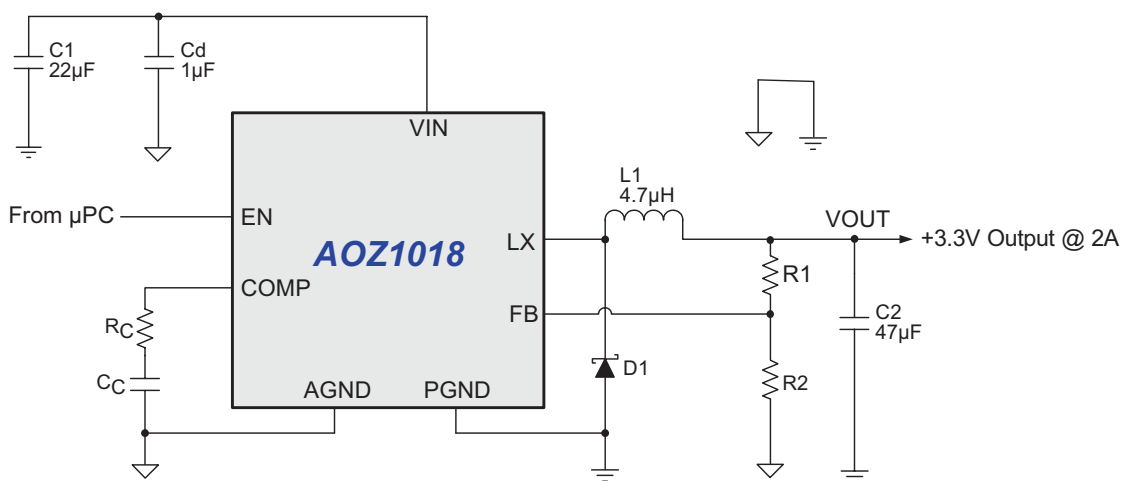 C1
22µF
Cd
1µF
VIN
L1
4.7µH
From µPC
EN
VOUT
LX
+3.3V Output @ 2A
AOZ1018
COMP
R1
FB
C2
47µF
RC
D1
CC
AGND
PGND
R2